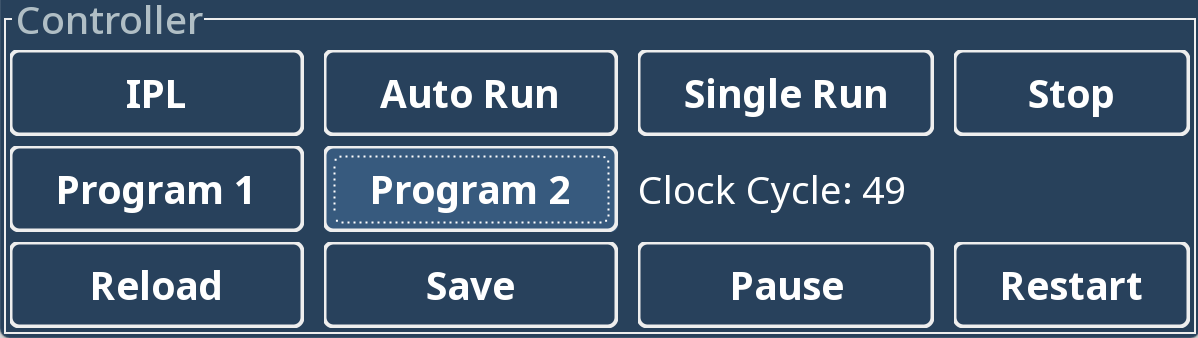 Controller
IPL Auto Run Single Run Stop
Program 1 Program 2 Clock Cycle: 49
Reload Save Pause Restart